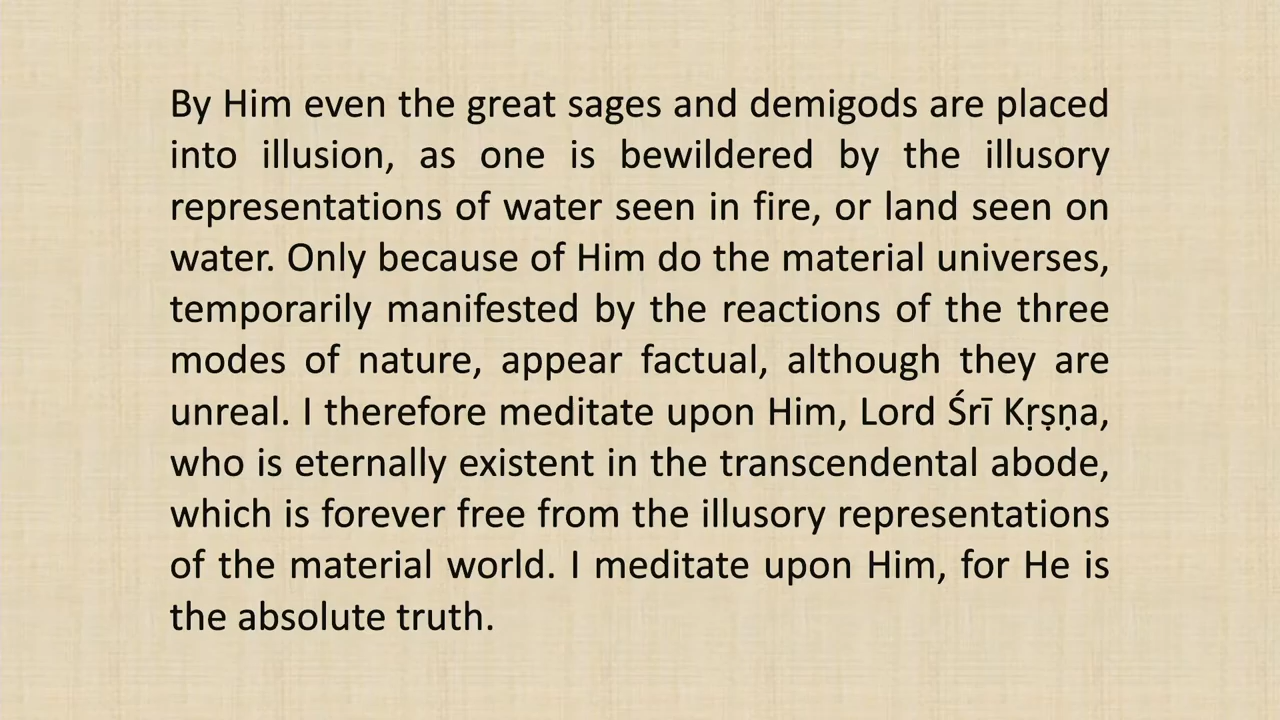 By Him even the great sages and demigods are placed
into illusion, as one is bewildered by the illusory
representations of water seen in fire, or land seen on
water. Only because of Him do the material universes,
temporarily manifested by the reactions of the three
modes of nature, appear factual, although they are
unreal. I therefore meditate upon Him, Lord Śrī Kṛṣṇa,
who is eternally existent in the transcendental abode,
which is forever free from the illusory representations
of the material world. I meditate upon Him, for He is
the absolute truth.